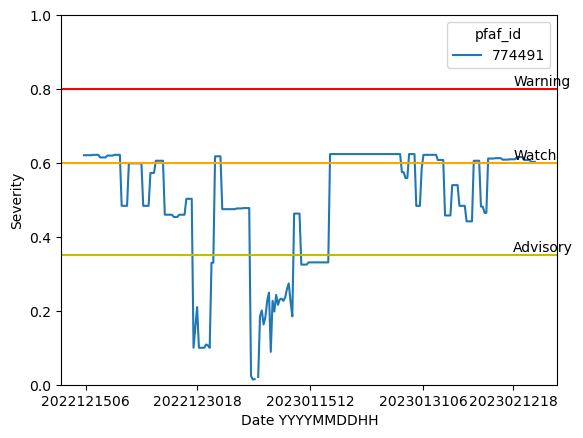 1.0
pfaf_id
774491
0.8
Warning
0.6
Watch
Severity
0.4
Advisory
0.2
0.0
2022121506 2022123018 2023011512 2023013106 2023021218
Date YYYYMMDDHH